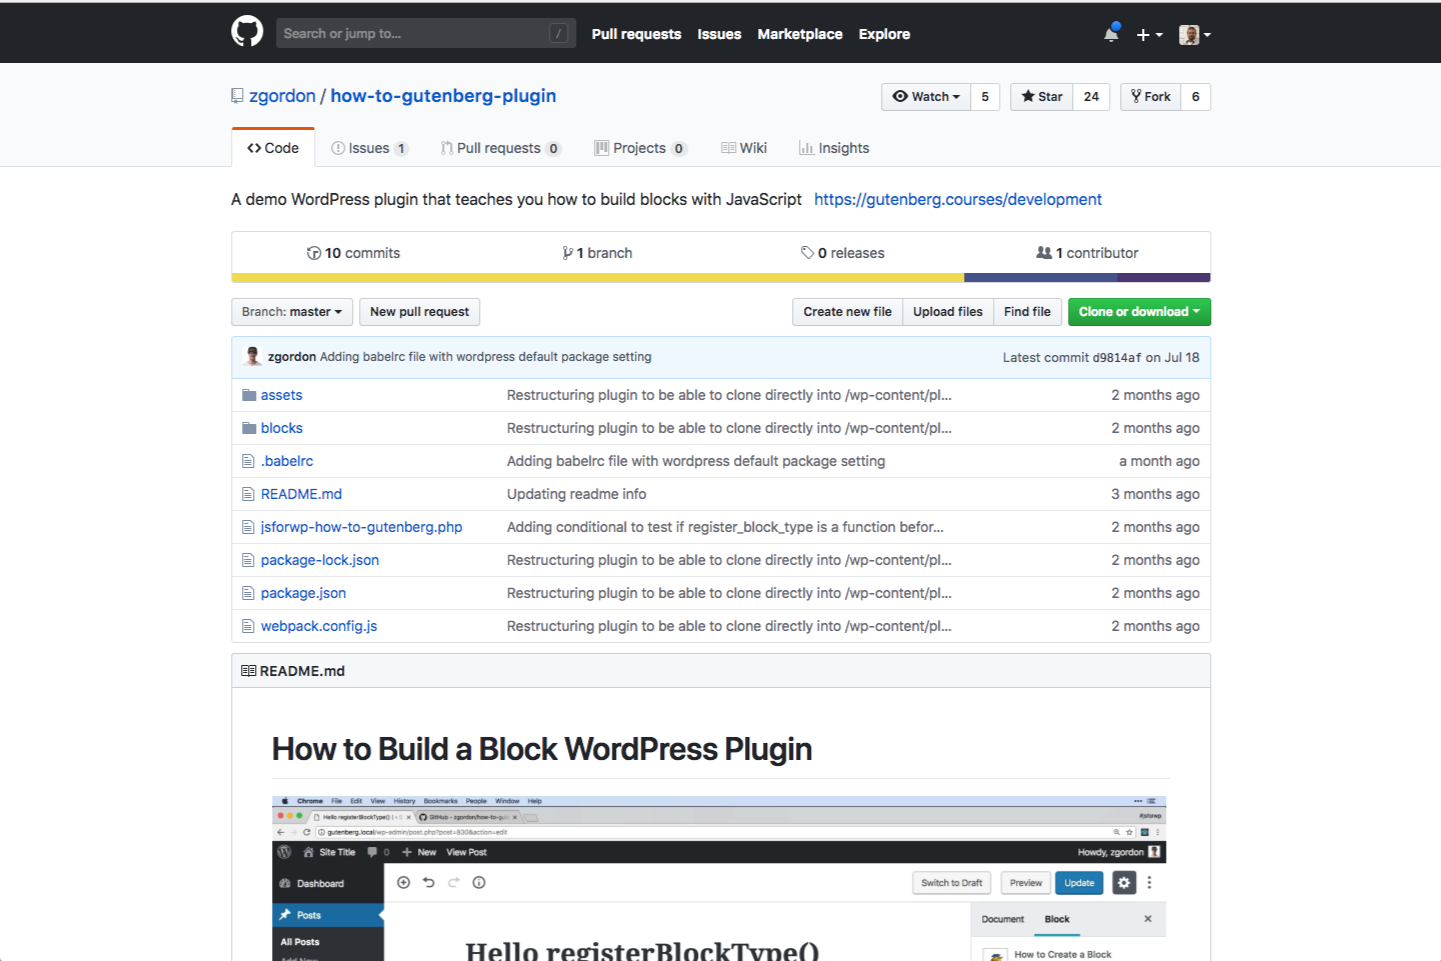 Search or jump to... /
Pull requests Issues Marketplace Explore
zgordon / how-to-gutenberg-plugin
Watch 5 Star 24 Fork 6
Code Issues 1 Pull requests 0 Projects 0 Wiki Insights
A demo WordPress plugin that teaches you how to build blocks with JavaScript https://gutenberg.courses/development
10 commits 1 branch 0 releases 1 contributor
Branch: master New pull request Create new file Upload files Find file Clone or download
zgordon Adding babelrc file with wordpress default package setting Latest commit d9814af on Jul 18
assets Restructuring plugin to be able to clone directly into /wp-content/pl... 2 months ago
blocks Restructuring plugin to be able to clone directly into /wp-content/pl... 2 months ago
.babelrc Adding babelrc file with wordpress default package setting a month ago
README.md Updating readme info 3 months ago
jsforwp-how-to-gutenberg.php Adding conditional to test if register_block_type is a function befor... 2 months ago
package-lock.json Restructuring plugin to be able to clone directly into /wp-content/pl... 2 months ago
package.json Restructuring plugin to be able to clone directly into /wp-content/pl... 2 months ago
webpack.config.js Restructuring plugin to be able to clone directly into /wp-content/pl... 2 months ago
README.md
How to Build a Block WordPress Plugin
Chrome File Edit View History Bookmarks People Window Help
Hello registerBlockType() GitHub - zgordon/how-to-gut #jsforwp
gutenberg.local/wp-admin/post.php?post=830&action=edit
Site Title 0 New View Post Howdy, zgordon
Dashboard Switch to Draft Preview Update
Posts Document Block
All Posts
Hello registerBlockType()
How to Create a Block
Add New